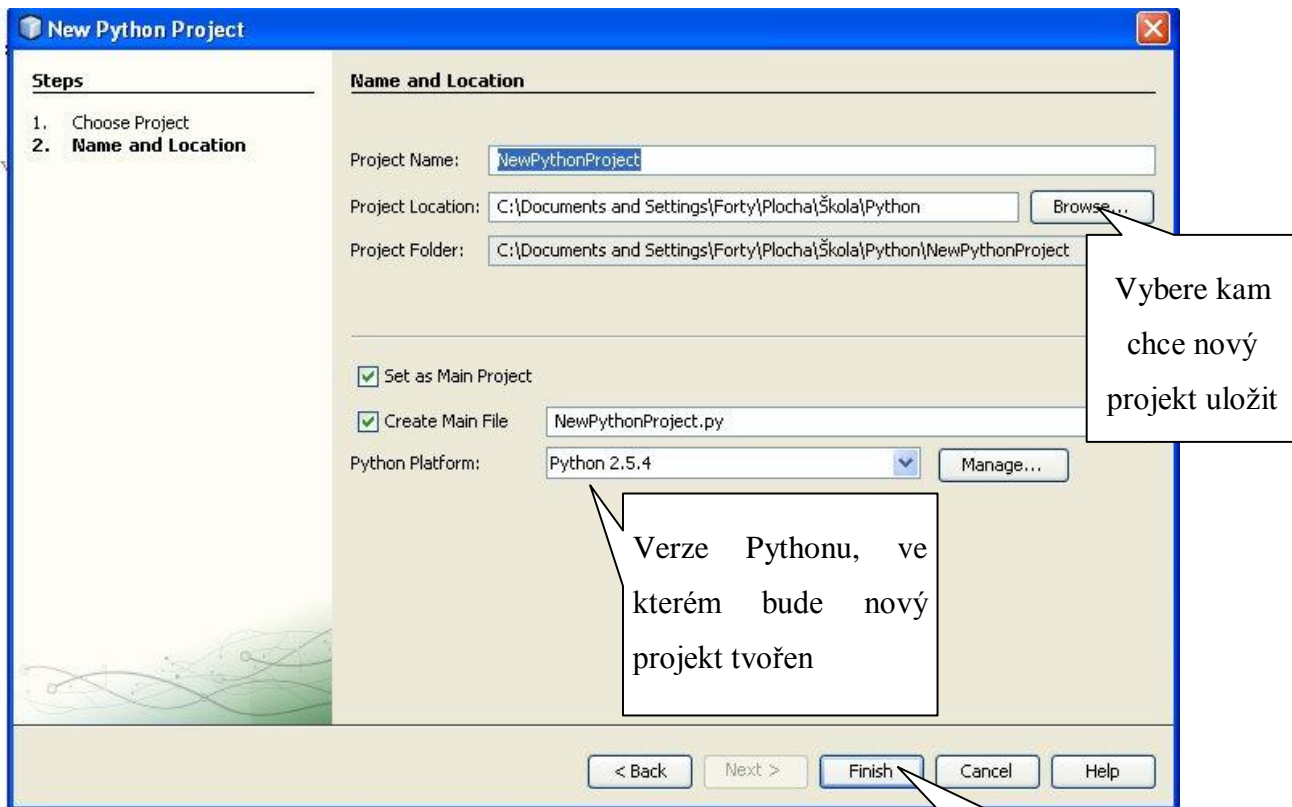 New Python Project
Steps
1. Choose Project
2. Name and Location
Name and Location
Project Name: NewPythonProject
Project Location: C:\Documents and Settings\Forty\Plocha\Škola\Python Browse...
Project Folder: C:\Documents and Settings\Forty\Plocha\Škola\Python\NewPythonProject
Vybere kam
chce nový
projekt uložit
Set as Main Project
Create Main File NewPythonProject.py
Python Platform: Python 2.5.4 Manage...
Verze Pythonu, ve
kterém bude nový
projekt tvořen
< Back Next > Finish Cancel Help